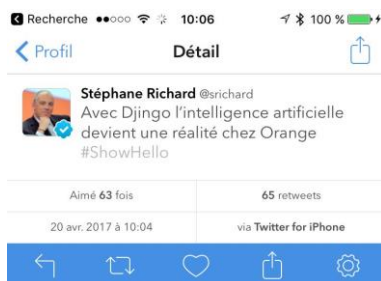 Recherche 10:06 100 %
Profil Détail
Stéphane Richard @srichard
Avec Djingo l'intelligence artificielle
devient une réalité chez Orange
#ShowHello
Aimé 63 fois 65 retweets
20 avr. 2017 à 10:04 via Twitter for iPhone